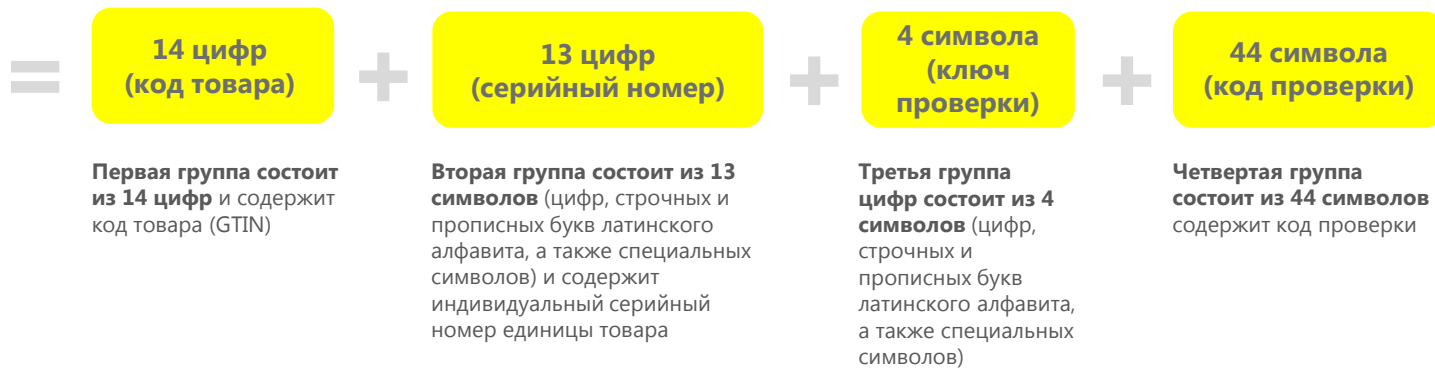 =
14 цифр
(код товара)
+
13 цифр
(серийный номер)
+
4 символа
(ключ
проверки)
+
44 символа
(код проверки)
Первая группа состоит
из 14 цифр и содержит
код товара (GTIN)
Вторая группа состоит из 13
символов (цифр, строчных и
прописных букв латинского
алфавита, а также специальных
символов) и содержит
индивидуальный серийный
номер единицы товара
Третья группа
цифр состоит из 4
символов (цифр,
строчных и
прописных букв
латинского алфавита,
а также специальных
символов)
Четвертая группа
состоит из 44 символов
содержит код проверки